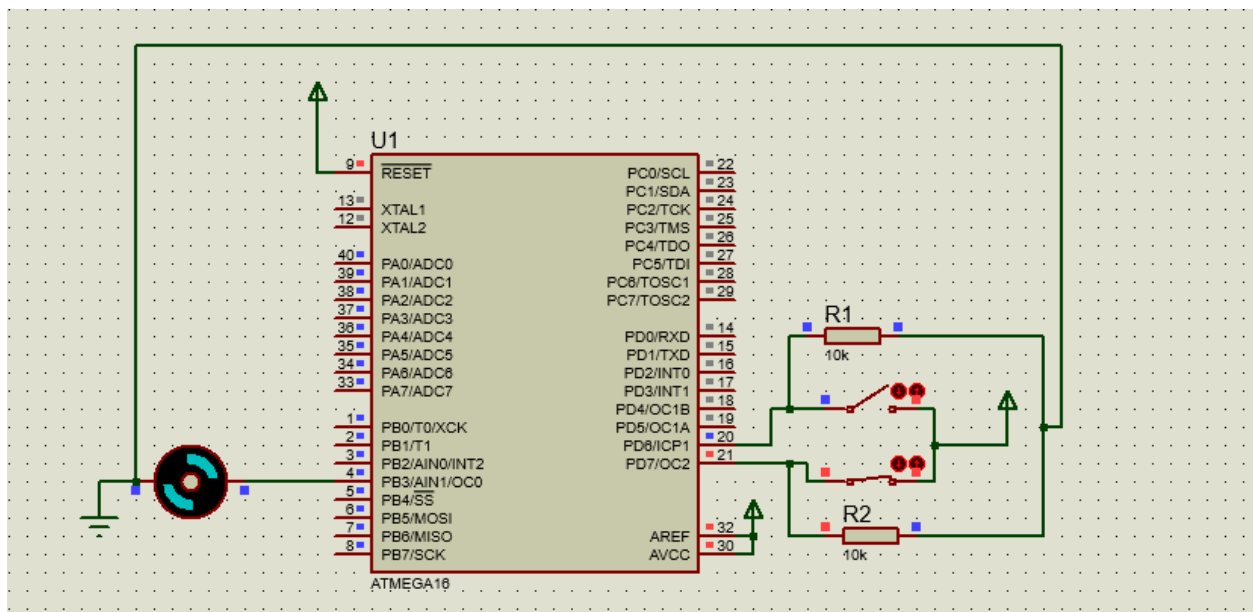 U1
9 RESET
13 XTAL1
12 XTAL2
40 PA0/ADC0
39 PA1/ADC1
38 PA2/ADC2
37 PA3/ADC3
36 PA4/ADC4
35 PA5/ADC5
34 PA6/ADC6
33 PA7/ADC7
1 PB0/T0/XCK
2 PB1/T1
3 PB2/AIN0/INT2
4 PB3/AIN1/OC0
5 PB4/SS
6 PB5/MOSI
7 PB6/MISO
8 PB7/SCK
PC0/SCL 22
PC1/SDA 23
PC2/TCK 24
PC3/TMS 25
PC4/TDO 26
PC5/TDI 27
PC6/TOSC1 28
PC7/TOSC2 29
PD0/RXD 14
PD1/TXD 15
PD2/INT0 16
PD3/INT1 17
PD4/OC1B 18
PD5/OC1A 19
PD6/ICP1 20
PD7/OC2 21
AREF 32
AVCC 30
ATMEGA16
R1
10k
R2
10k